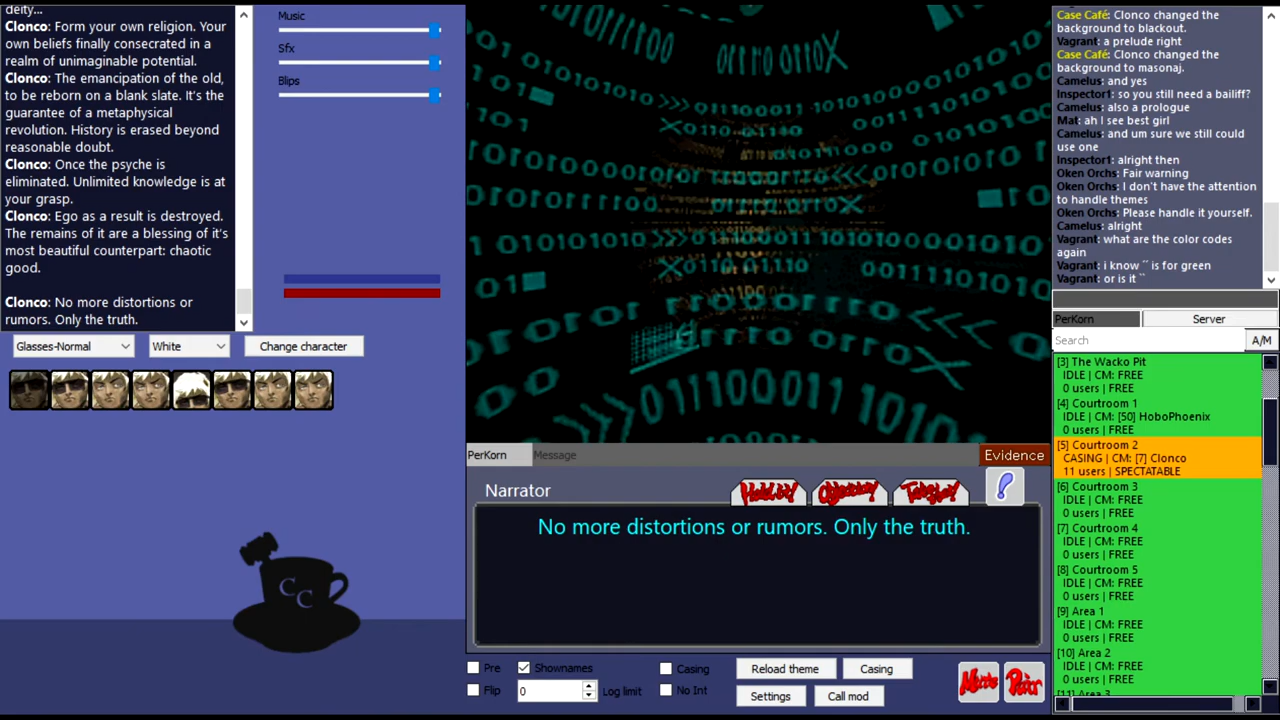 deity...
Clonco: Form your own religion. Your
own beliefs finally consecrated in a
realm of unimaginable potential.
Clonco: The emancipation of the old,
to be reborn on a blank slate. It's the
guarantee of a metaphysical
revolution. History is erased beyond
reasonable doubt.
Clonco: Once the psyche is
eliminated. Unlimited knowledge is at
your grasp.
Clonco: Ego as a result is destroyed.
The remains of it are a blessing of it's
most beautiful counterpart: chaotic
good.
Clonco: No more distortions or
rumors. Only the truth.
Music
Sfx
Blips
Glasses-Normal
White
Change character
CC
PerKorn
Message
Evidence
Narrator
Hold it!
Objection!
Take that!
No more distortions or rumors. Only the truth.
Pre
Shownames
Casing
Reload theme
Casing
Flip
0
Log limit
No Int
Settings
Call mod
Mute
Pair
Case Café: Clonco changed the
background to blackout.
Vagrant: a prelude right
Case Café: Clonco changed the
background to masonaj.
Camelus: and yes
Inspector1: so you still need a bailiff?
Camelus: also a prologue
Mat: ah I see best girl
Camelus: and um sure we still could
use one
Inspector1: alright then
Oken Orchs: Fair warning
Oken Orchs: I don't have the attention
to handle themes
Oken Orchs: Please handle it yourself.
Camelus: alright
Vagrant: what are the color codes
again
Vagrant: i know ´´ is for green
Vagrant: or is it ``
PerKorn
Server
Search
A/M
[3] The Wacko Pit
IDLE | CM: FREE
0 users | FREE
[4] Courtroom 1
IDLE | CM: [50] HoboPhoenix
0 users | FREE
[5] Courtroom 2
CASING | CM: [7] Clonco
11 users | SPECTATABLE
[6] Courtroom 3
IDLE | CM: FREE
0 users | FREE
[7] Courtroom 4
IDLE | CM: FREE
0 users | FREE
[8] Courtroom 5
IDLE | CM: FREE
0 users | FREE
[9] Area 1
IDLE | CM: FREE
0 users | FREE
[10] Area 2
IDLE | CM: FREE
0 users | FREE
[11] Area 3